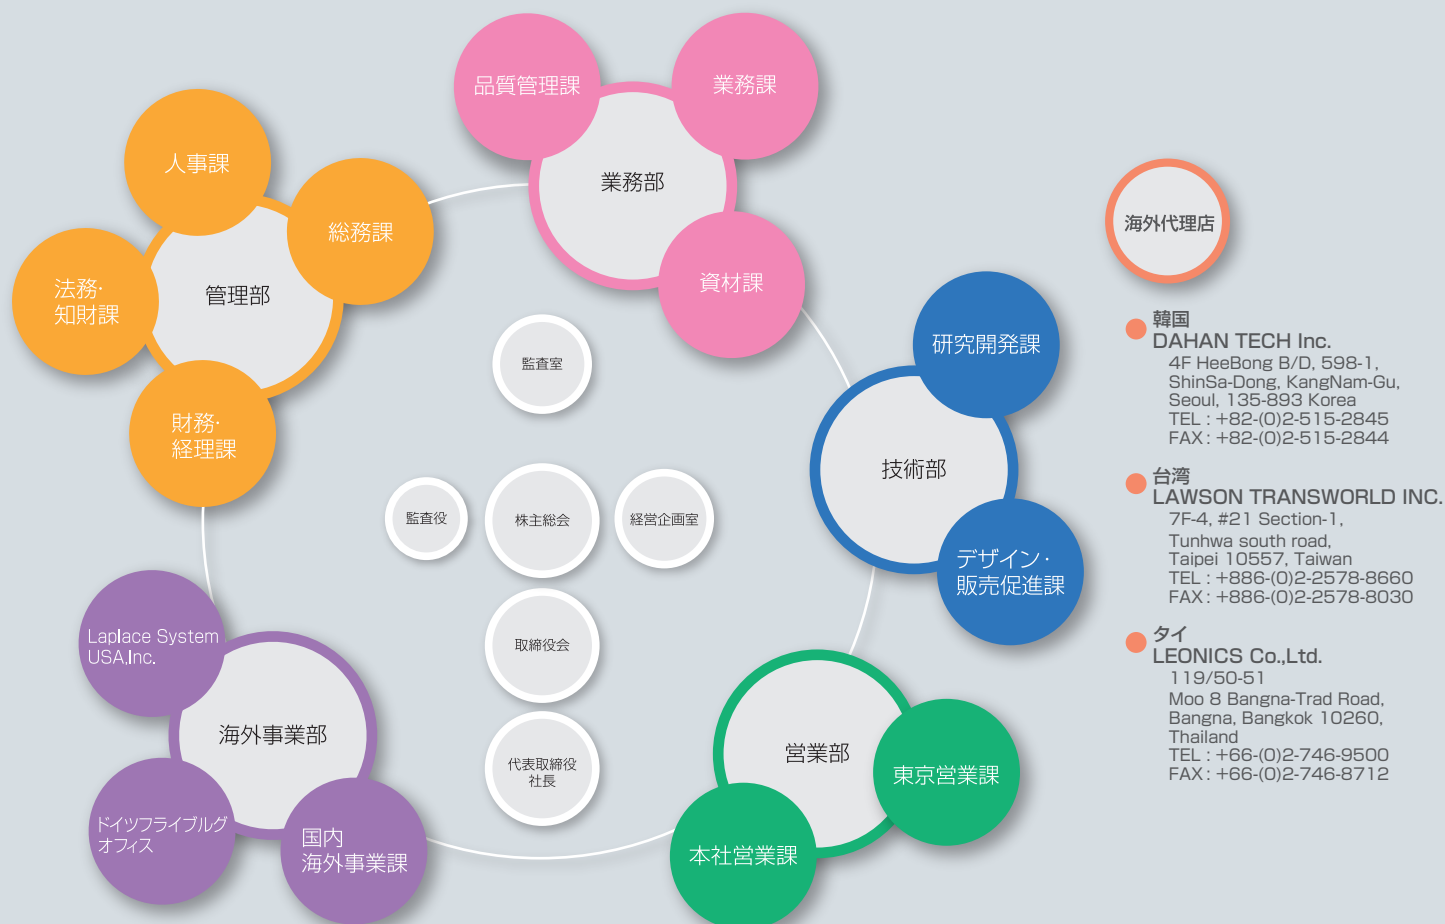 品質管理課
業務課
業務部
資材課
人事課
総務課
管理部
法務・
知財課
財務・
経理課
監査室
監査役
株主総会
経営企画室
取締役会
代表取締役
社長
研究開発課
技術部
デザイン・
販売促進課
Laplace System
USA,Inc.
海外事業部
ドイツフライブルグ
オフィス
国内
海外事業課
営業部
東京営業課
本社営業課
海外代理店
韓国
DAHAN TECH Inc.
4F HeeBong B/D, 598-1,
ShinSa-Dong, KangNam-Gu,
Seoul, 135-893 Korea
TEL : +82-(0)2-515-2845
FAX : +82-(0)2-515-2844
台湾
LAWSON TRANSWORLD INC.
7F-4, #21 Section-1,
Tunhwa south road,
Taipei 10557, Taiwan
TEL : +886-(0)2-2578-8660
FAX : +886-(0)2-2578-8030
タイ
LEONICS Co.,Ltd.
119/50-51
Moo 8 Bangna-Trad Road,
Bangna, Bangkok 10260,
Thailand
TEL : +66-(0)2-746-9500
FAX : +66-(0)2-746-8712